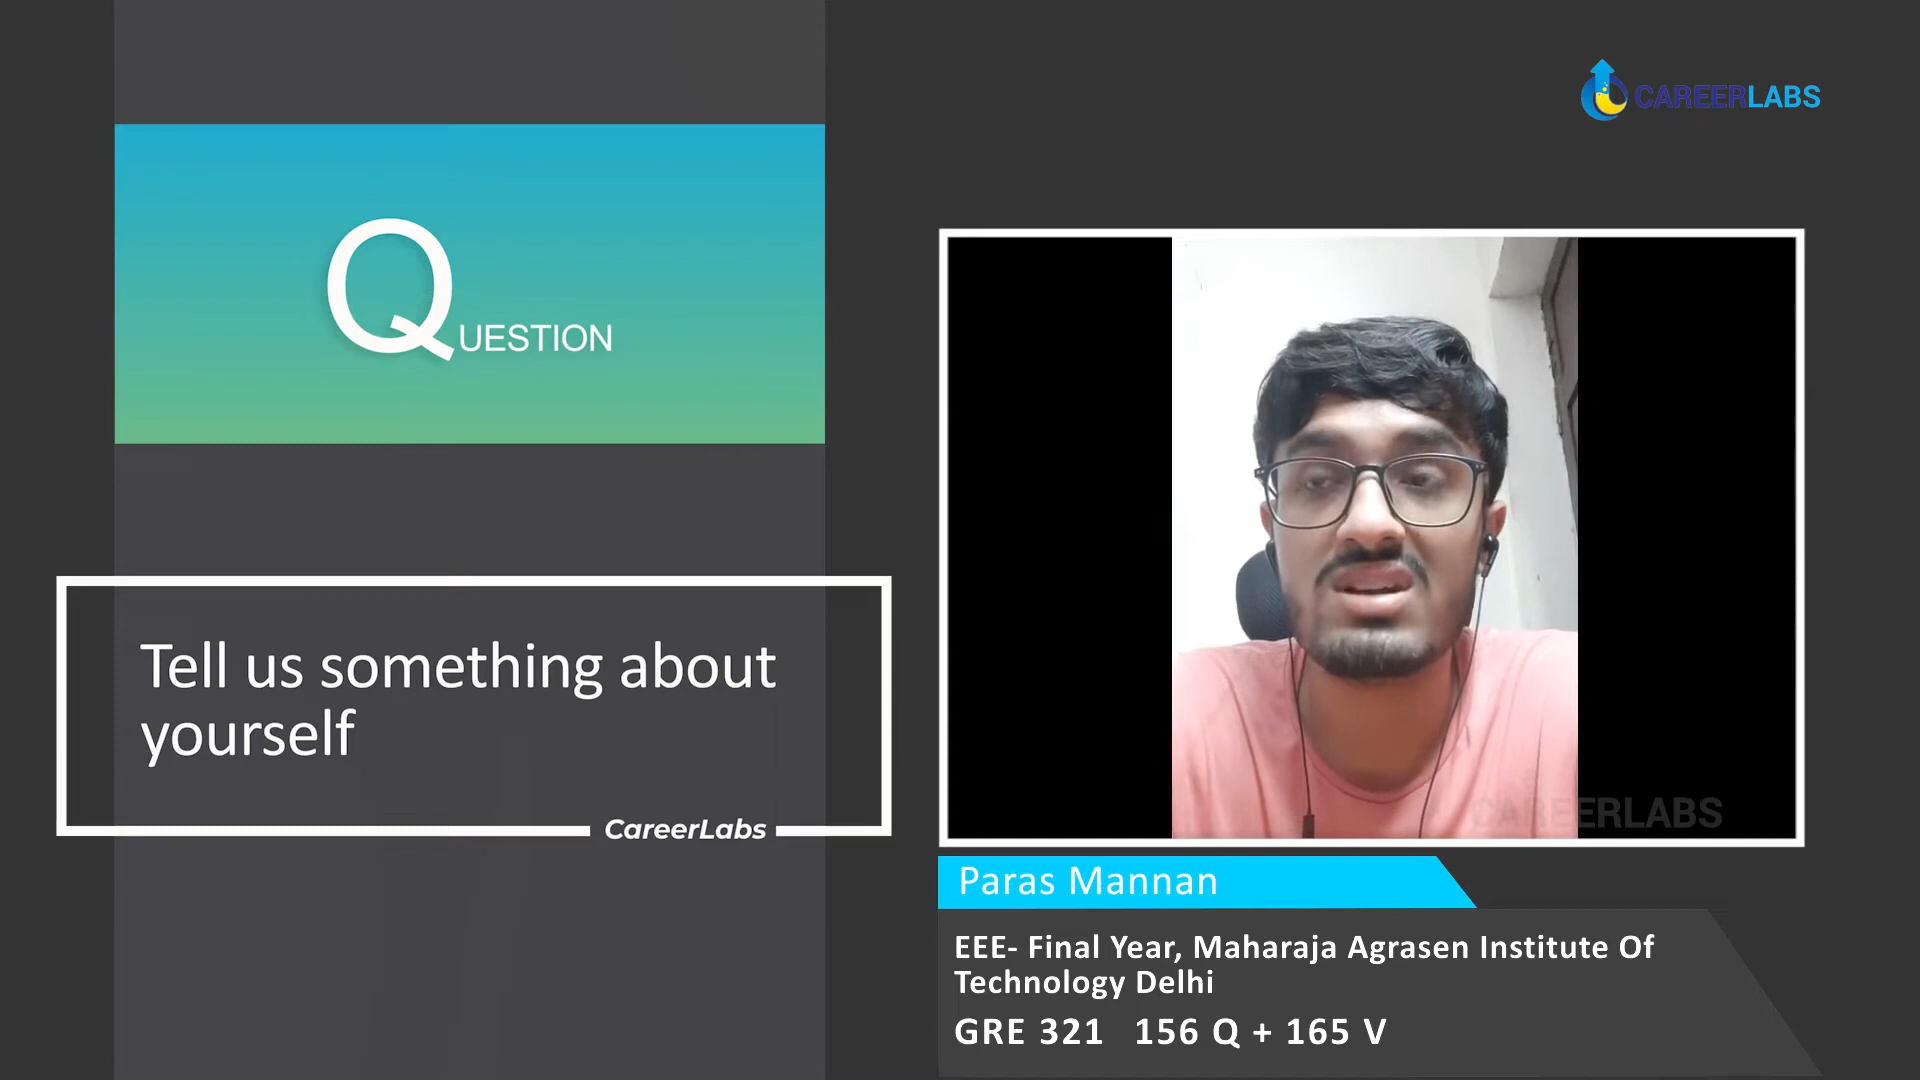 CAREERLABS
QUESTION
Tell us something about
yourself
CareerLabs
CAREERLABS
Paras Mannan
EEE- Final Year, Maharaja Agrasen Institute Of
Technology Delhi
GRE 321 156 Q + 165 V